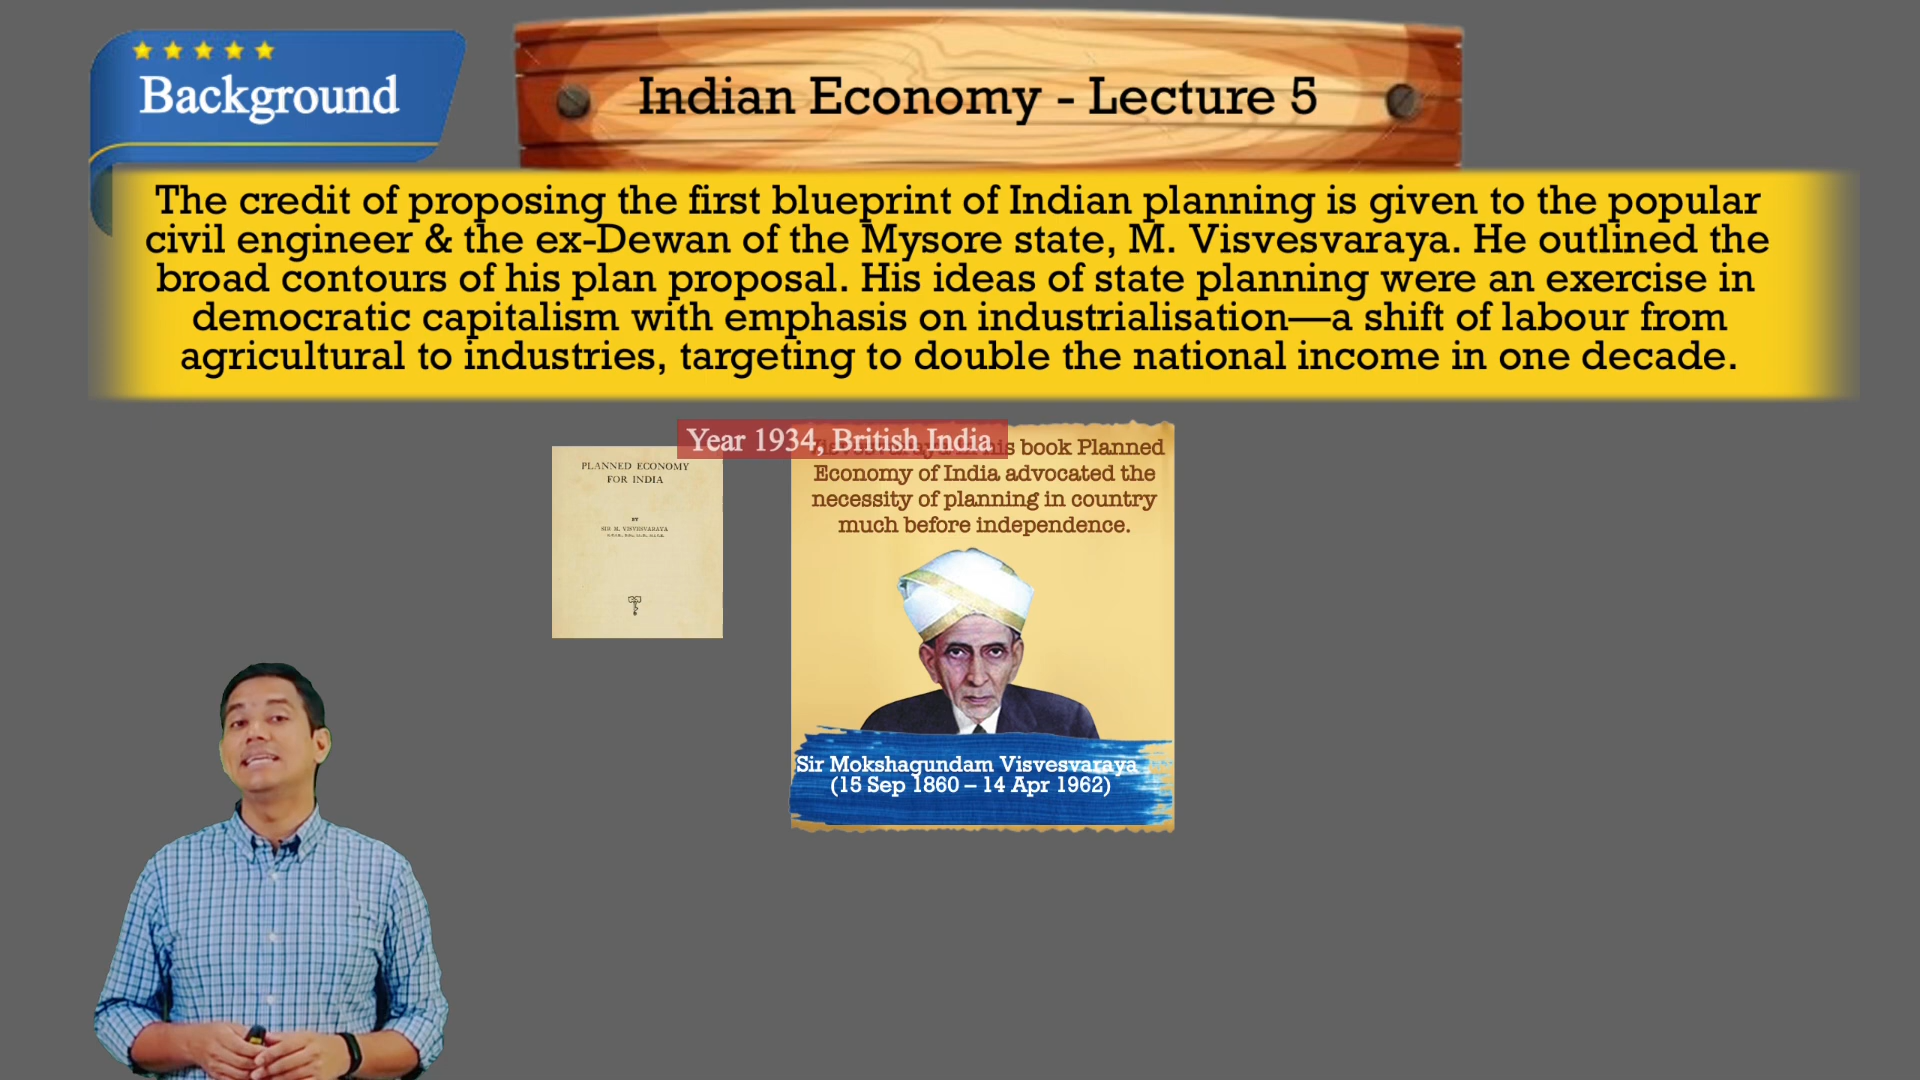 Background
Indian Economy - Lecture 5
The credit of proposing the first blueprint of Indian planning is given to the popular
civil engineer & the ex-Dewan of the Mysore state, M. Visvesvaraya. He outlined the
broad contours of his plan proposal. His ideas of state planning were an exercise in
democratic capitalism with emphasis on industrialisation—a shift of labour from
agricultural to industries, targeting to double the national income in one decade.
Year 1934, British India
PLANNED ECONOMY
FOR INDIA
BY
SIR M. VISVESVARAYA
his book Planned
Economy of India advocated the
necessity of planning in country
much before independence.
Sir Mokshagundam Visvesvaraya
(15 Sep 1860 – 14 Apr 1962)